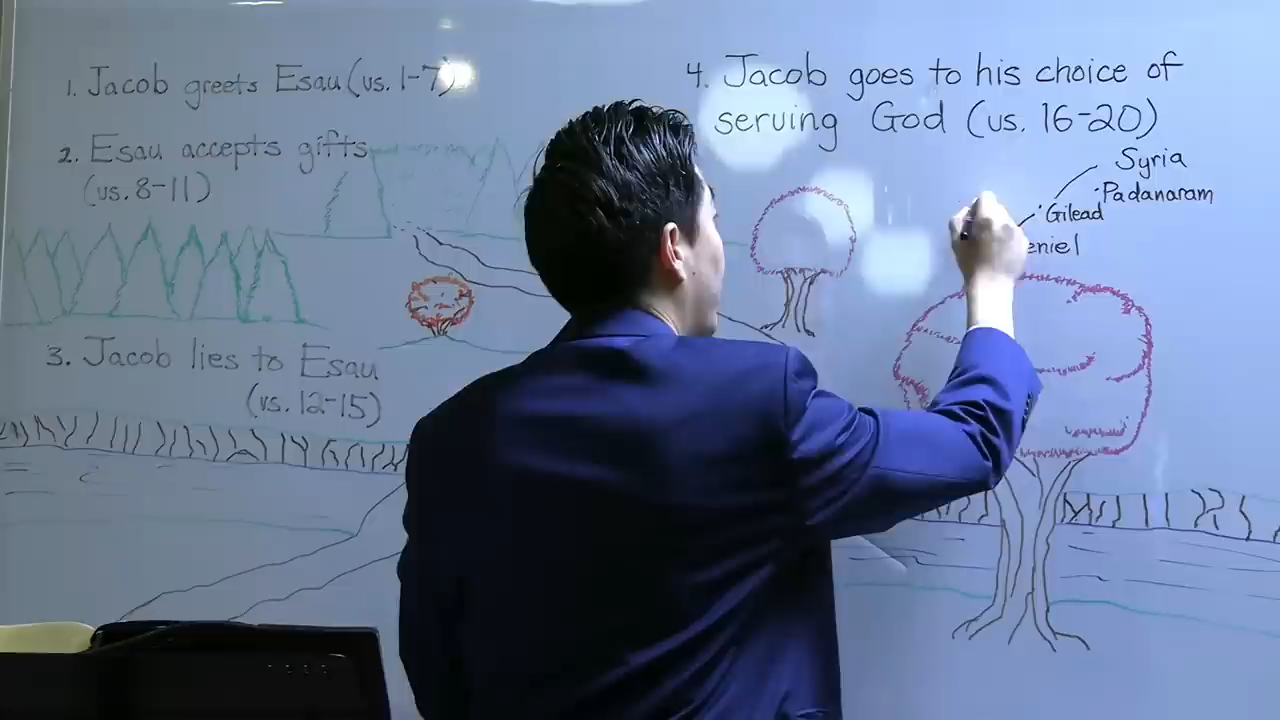 1. Jacob greets Esau (vs. 1-7)
2. Esau accepts gifts
(vs. 8-11)
3. Jacob lies to Esau
(vs. 12-15)
4. Jacob goes to his choice of
serving God (vs. 16-20)
Syria
Padanaram
Gilead
eniel